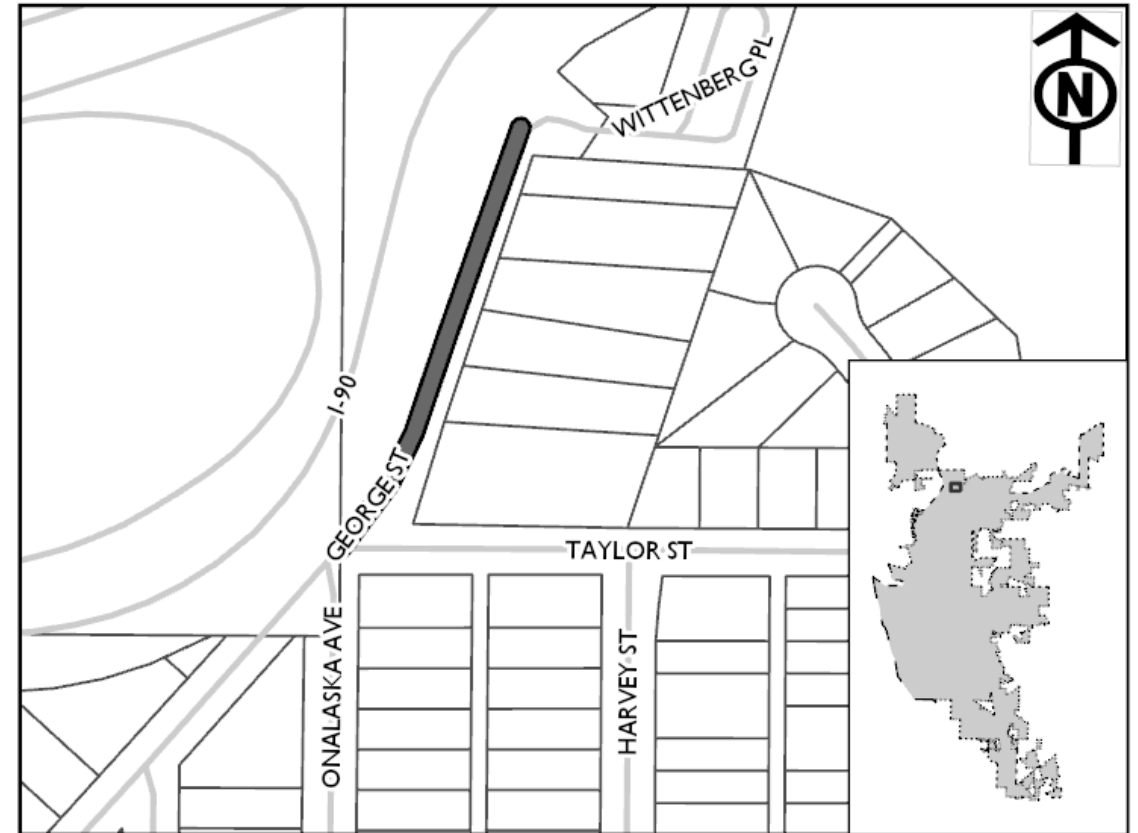 N
WITTENBERG PL
I-90
GEORGE ST
TAYLOR ST
ONALASKA AVE
HARVEY ST